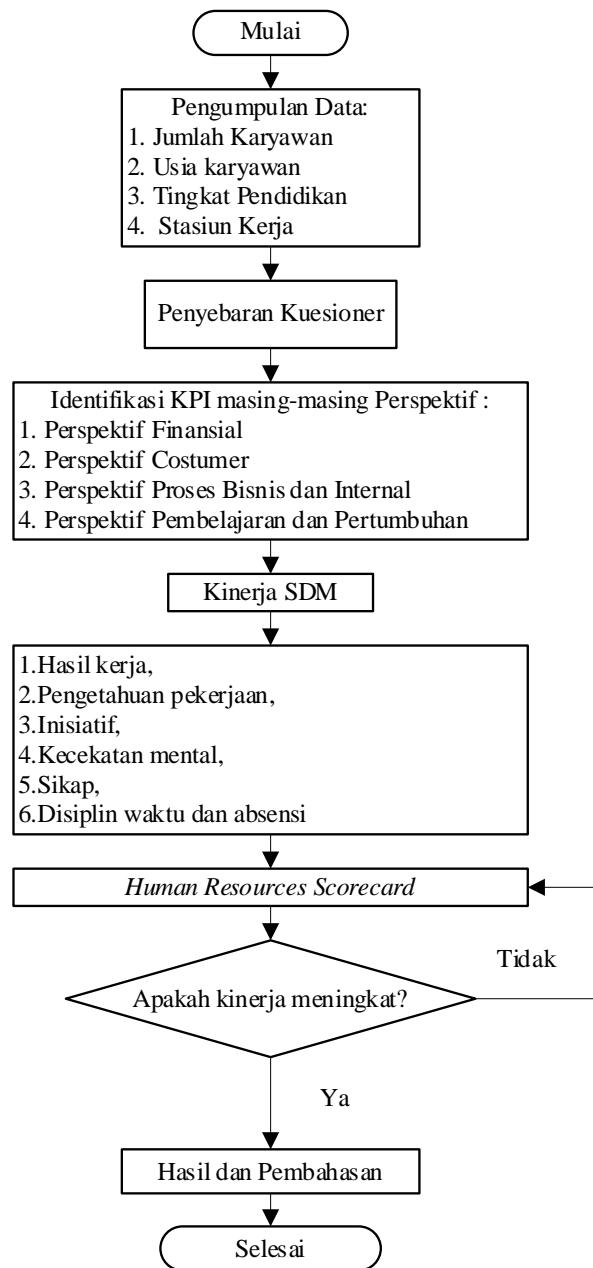 Mulai
Pengumpulan Data:
1. Jumlah Karyawan
2. Usia karyawan
3. Tingkat Pendidikan
4. Stasiun Kerja
Penyebaran Kuesioner
Identifikasi KPI masing-masing Perspektif :
1. Perspektif Finansial
2. Perspektif Costumer
3. Perspektif Proses Bisnis dan Internal
4. Perspektif Pembelajaran dan Pertumbuhan
Kinerja SDM
1.Hasil kerja,
2.Pengetahuan pekerjaan,
3.Inisiatif,
4.Kecekatan mental,
5.Sikap,
6.Disiplin waktu dan absensi
Human Resources Scorecard
Tidak
Apakah kinerja meningkat?
Ya
Hasil dan Pembahasan
Selesai